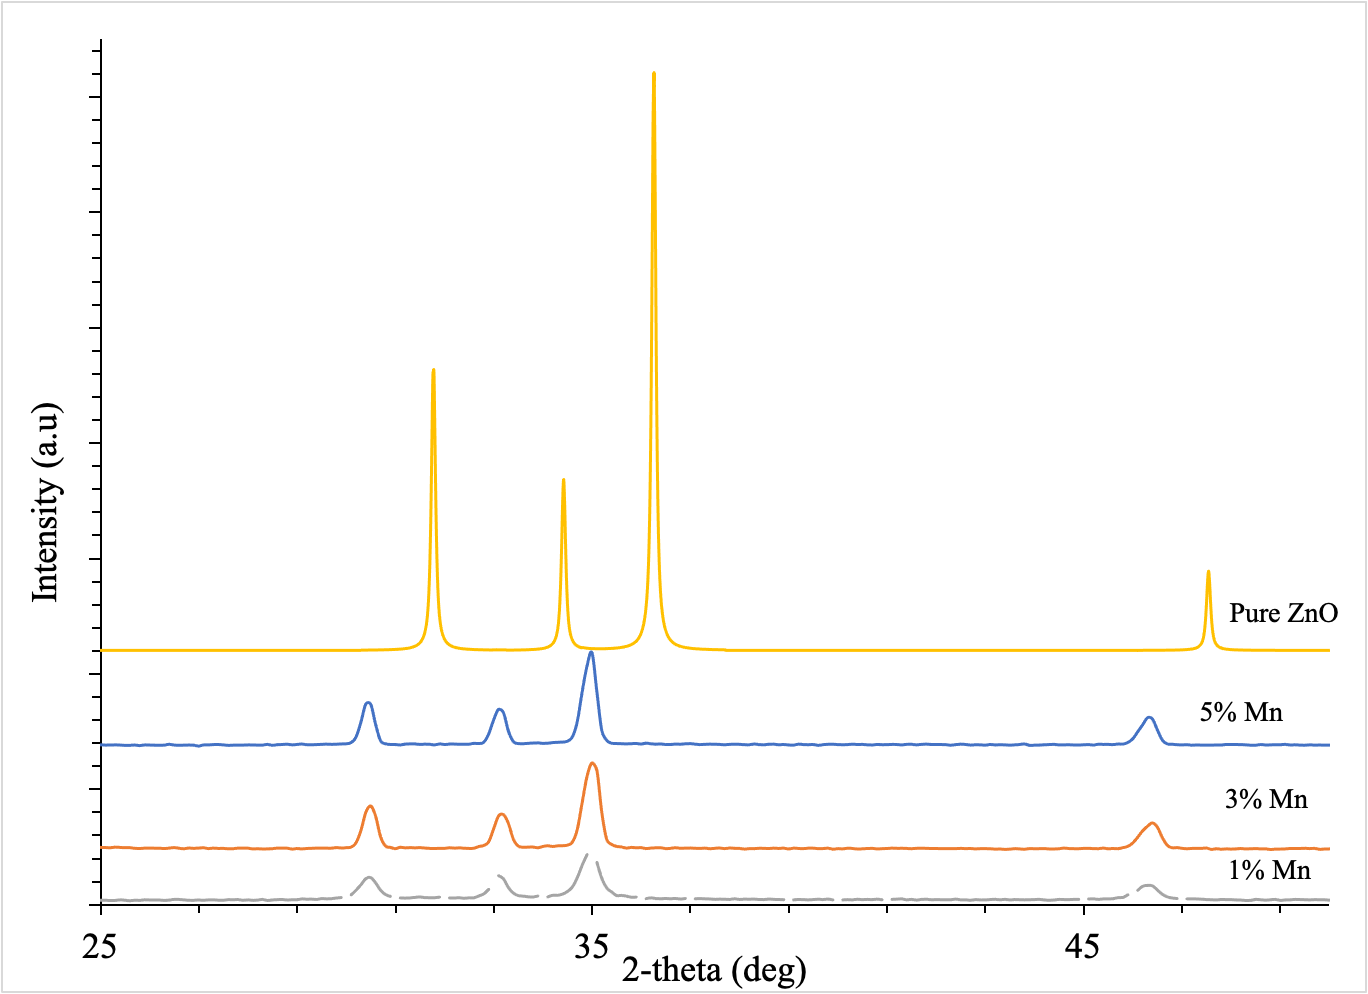 Intensity (a.u)
Pure ZnO
5% Mn
3% Mn
1% Mn
25 35 45
2-theta (deg)